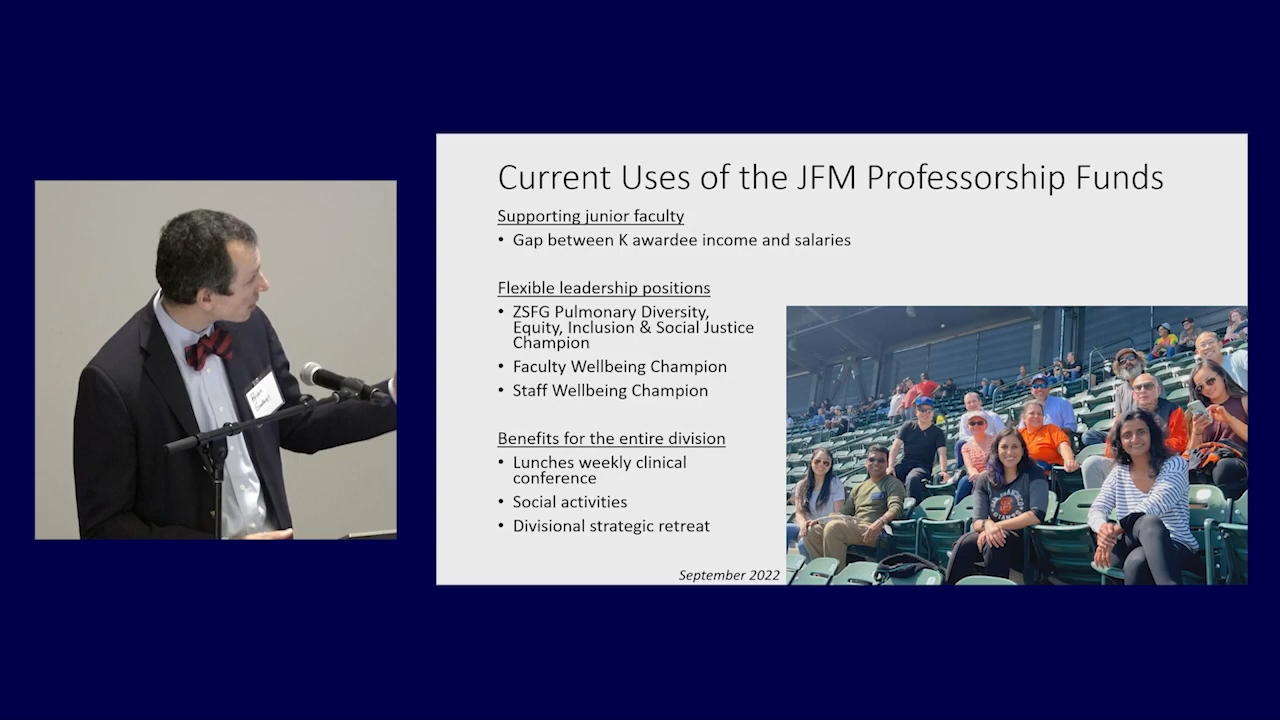 Current Uses of the JFM Professorship Funds
Supporting junior faculty
• Gap between K awardee income and salaries
Flexible leadership positions
• ZSFG Pulmonary Diversity,
Equity, Inclusion & Social Justice
Champion
• Faculty Wellbeing Champion
• Staff Wellbeing Champion
Benefits for the entire division
• Lunches weekly clinical
conference
• Social activities
• Divisional strategic retreat
September 2022